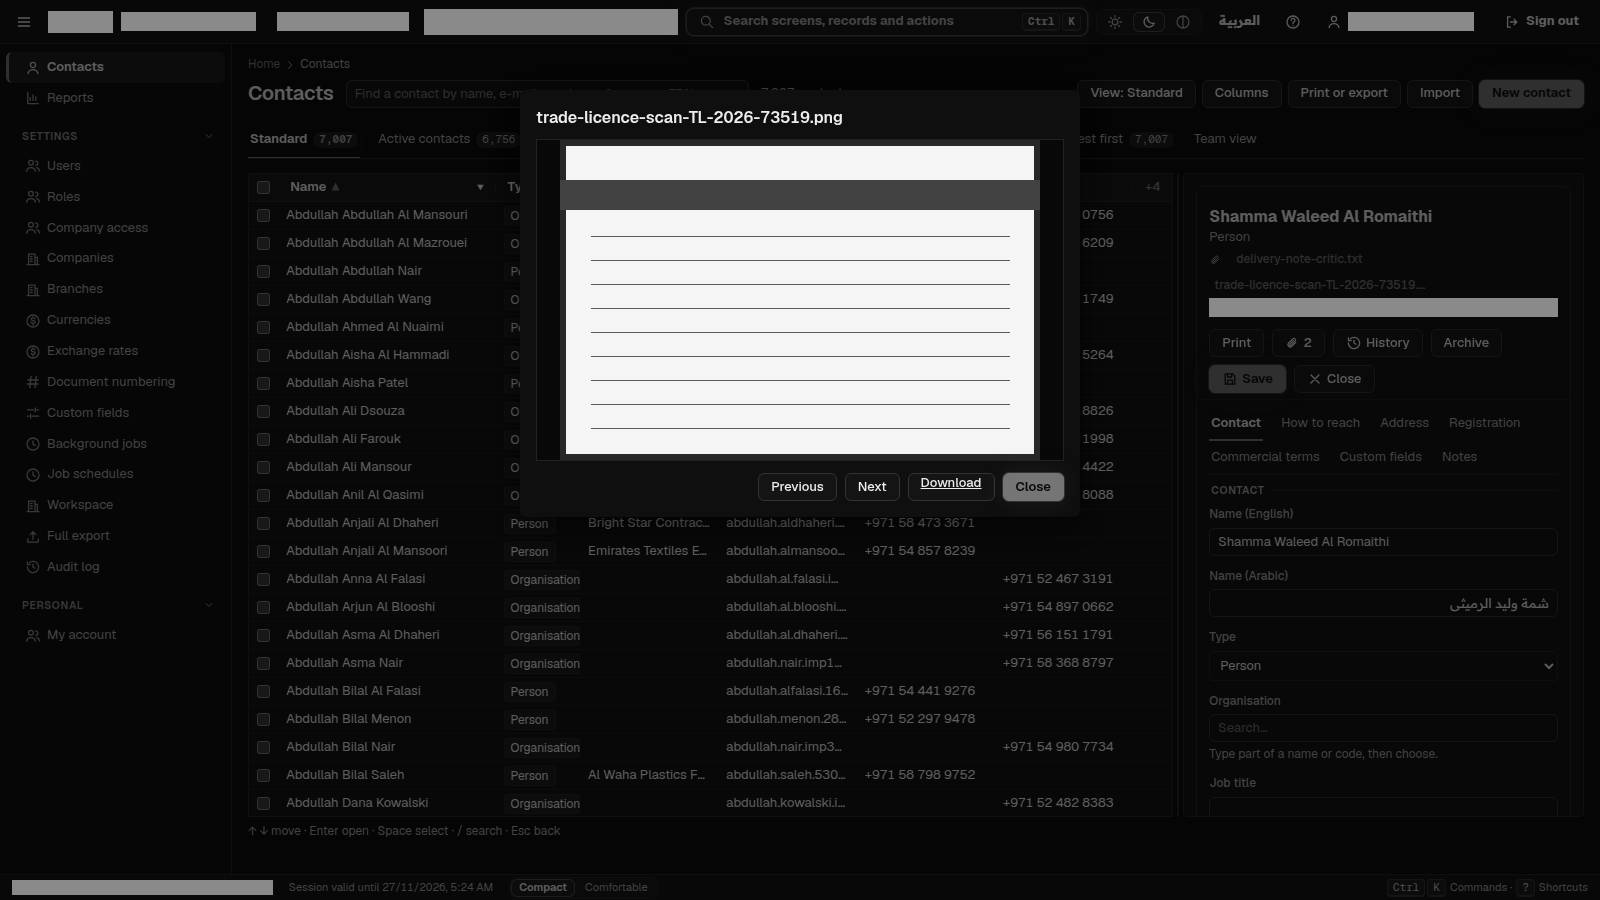 Search screens, records and actions Ctrl K
العربية
Sign out
Contacts
Reports
SETTINGS
Users
Roles
Company access
Companies
Branches
Currencies
Exchange rates
Document numbering
Custom fields
Background jobs
Job schedules
Workspace
Full export
Audit log
PERSONAL
My account
Home > Contacts
Contacts
Find a contact by name,
View: Standard
Columns
Print or export
Import
New contact
Standard 7,007
Active contacts 6,756
first 7,007
Team view
Name
+4
Abdullah Abdullah Al Mansouri
0756
Abdullah Abdullah Al Mazrouei
6209
Abdullah Abdullah Nair
Abdullah Abdullah Wang
1749
Abdullah Ahmed Al Nuaimi
Abdullah Aisha Al Hammadi
5264
Abdullah Aisha Patel
Abdullah Ali Dsouza
8826
Abdullah Ali Farouk
1998
Abdullah Ali Mansour
4422
Abdullah Anil Al Qasimi
8088
Abdullah Anjali Al Dhaheri Person Bright Star Contrac... abdullah.aldhaheri... +971 58 473 3671
Abdullah Anjali Al Mansoori Person Emirates Textiles E... abdullah.almansoo... +971 54 857 8239
Abdullah Anna Al Falasi Organisation abdullah.al.falasi.i... +971 52 467 3191
Abdullah Arjun Al Blooshi Organisation abdullah.al.blooshi.... +971 54 897 0662
Abdullah Asma Al Dhaheri Organisation abdullah.al.dhaheri.... +971 56 151 1791
Abdullah Asma Nair Organisation abdullah.nair.imp1... +971 58 368 8797
Abdullah Bilal Al Falasi Person abdullah.alfalasi.16... +971 54 441 9276
Abdullah Bilal Menon Person abdullah.menon.28... +971 52 297 9478
Abdullah Bilal Nair Organisation abdullah.nair.imp3... +971 54 980 7734
Abdullah Bilal Saleh Person Al Waha Plastics F... abdullah.saleh.530... +971 58 798 9752
Abdullah Dana Kowalski Organisation abdullah.kowalski.i... +971 52 482 8383
↑↓ move · Enter open · Space select · / search · Esc back
trade-licence-scan-TL-2026-73519.png
Previous
Next
Download
Close
Shamma Waleed Al Romaithi
Person
delivery-note-critic.txt
trade-licence-scan-TL-2026-73519...
Print
2
History
Archive
Save
Close
Contact
How to reach
Address
Registration
Commercial terms
Custom fields
Notes
CONTACT
Name (English)
Shamma Waleed Al Romaithi
Name (Arabic)
شمة وليد الرميثي
Type
Person
Organisation
Search...
Type part of a name or code, then choose.
Job title
Session valid until 27/11/2026, 5:24 AM
Compact
Comfortable
Ctrl K Commands · ? Shortcuts